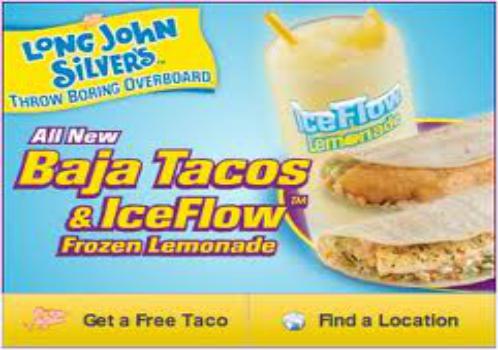 Long John
Silver's™
Throw Boring Overboard
All New
Baja Tacos
& IceFlow™
Frozen Lemonade
IceFlow
Lemonade
Get a Free Taco
Find a Location